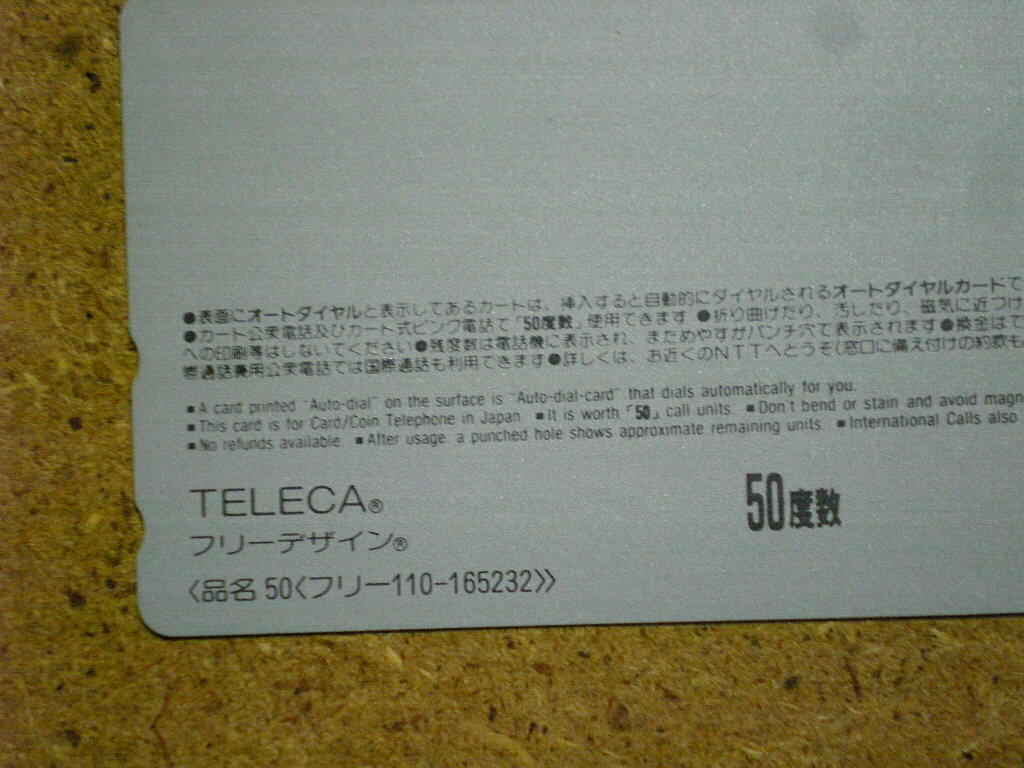 ●表面にオートダイヤルと表示してあるカードは、挿入すると自動的にダイヤルされるオートダイヤルカードで
●カード公衆電話及びカード式ピンク電話で「50度数」使用できます ●折り曲げたり、汚したり、磁気に近づけ
への印刷等はしないでください●残度数は電話機に表示され、まためやすがパンチ穴で表示されます●換金はで
際通話兼用公衆電話では国際通話も利用できます●詳しくは、お近くのNTTへどうぞ(窓口に備え付けの約款も
■A card printed "Auto-dial" on the surface is "Auto-dial-card" that dials automatically for you.
■This card is for Card/Coin Telephone in Japan. ■It is worth「50」call units. ■Don't bend or stain and avoid magn
■No refunds available. ■After usage, a punched hole shows approximate remaining units. ■International Calls also
TELECA®
フリーデザイン®
50度数
〈品名 50〈フリー110-165232〉〉